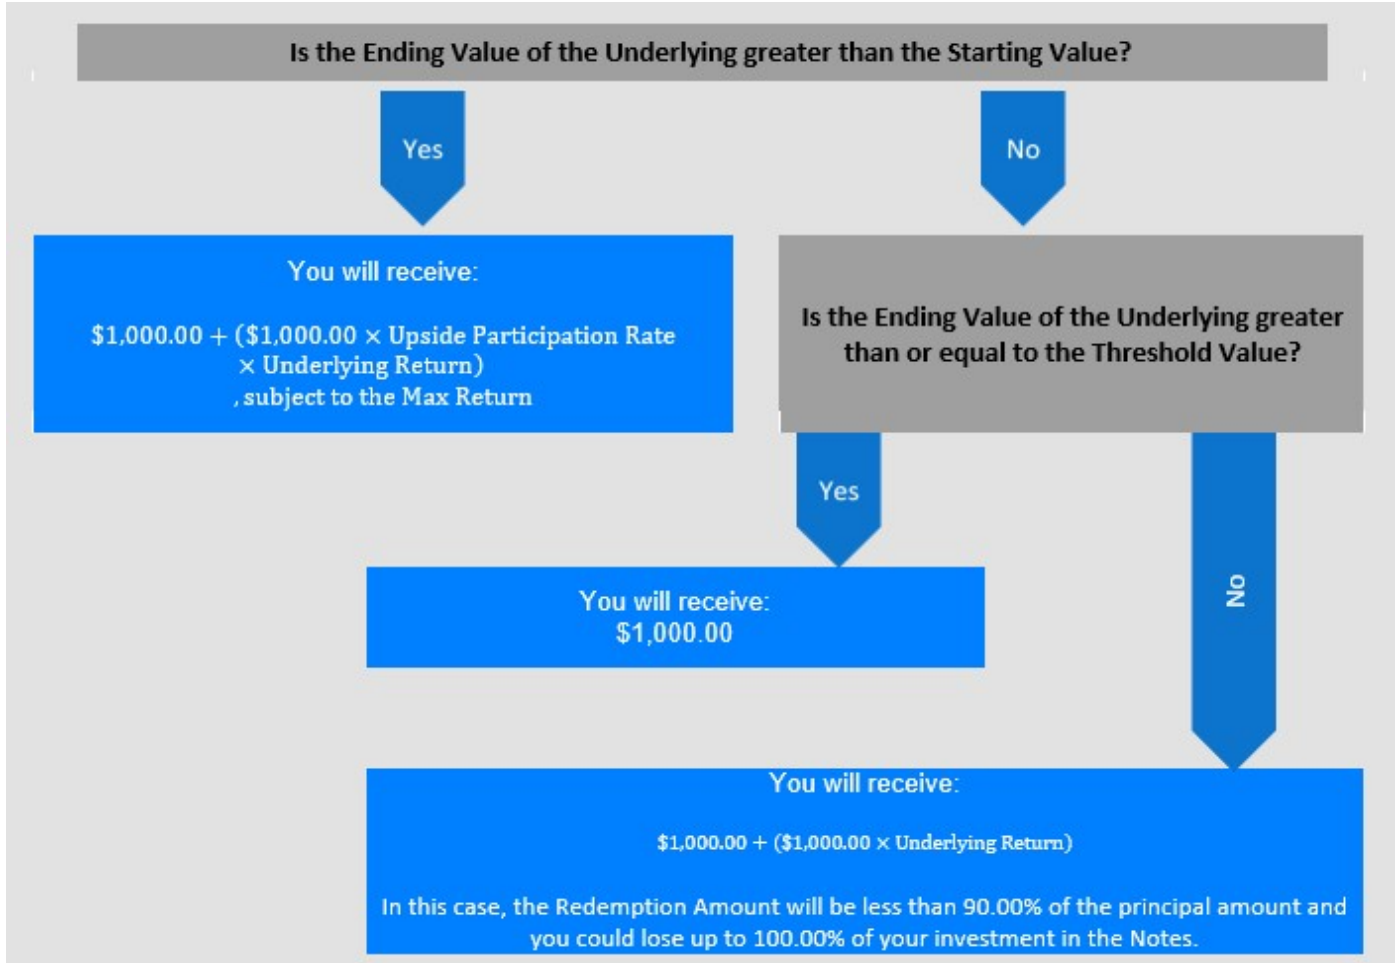 Is the Ending Value of the Underlying greater than the Starting Value?
Yes
No
You will receive:
$1,000.00 + ($1,000.00 × Upside Participation Rate
× Underlying Return)
, subject to the Max Return
Is the Ending Value of the Underlying greater
than or equal to the Threshold Value?
Yes
No
You will receive:
$1,000.00
You will receive:
$1,000.00 + ($1,000.00 × Underlying Return)
In this case, the Redemption Amount will be less than 90.00% of the principal amount and
you could lose up to 100.00% of your investment in the Notes.